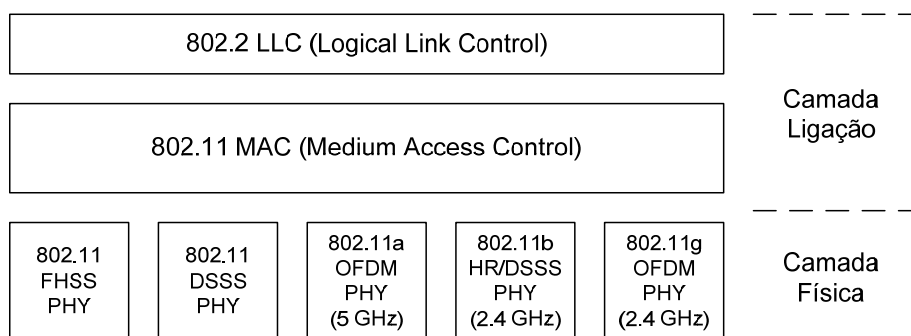 802.2 LLC (Logical Link Control)
802.11 MAC (Medium Access Control)
Camada
Ligação
802.11
FHSS
PHY
802.11
DSSS
PHY
802.11a
OFDM
PHY
(5 GHz)
802.11b
HR/DSSS
PHY
(2.4 GHz)
802.11g
OFDM
PHY
(2.4 GHz)
Camada
Física